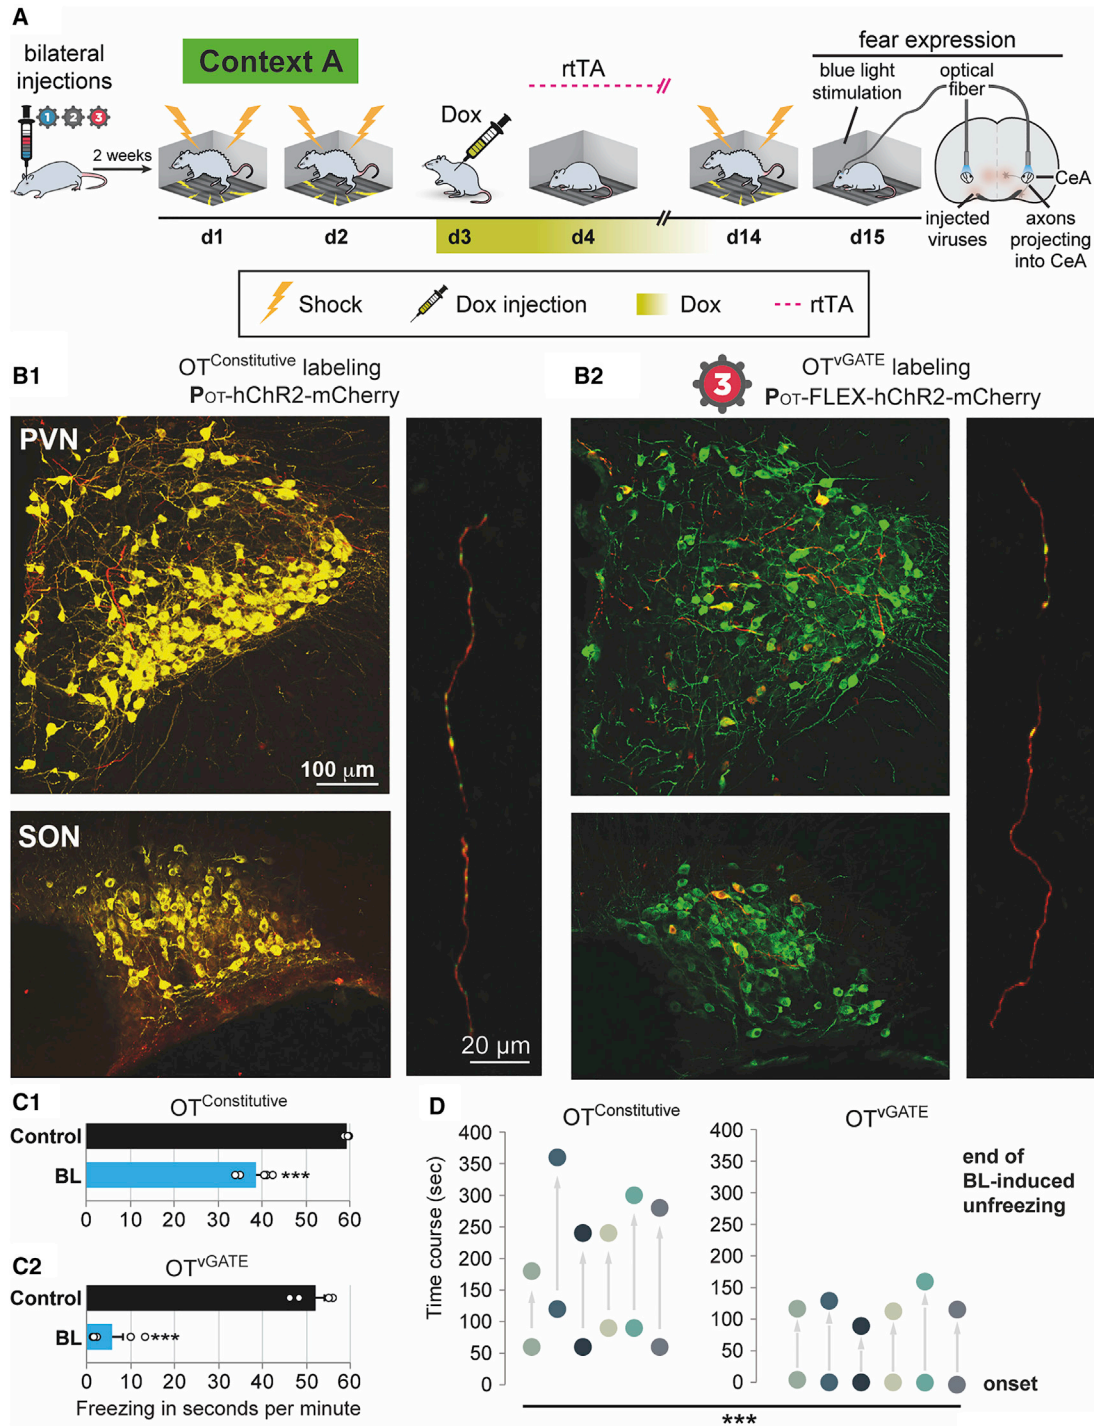 A
bilateral
injections
1 2 3
2 weeks
Context A
Dox
rtTA
fear expression
blue light
stimulation
optical
fiber
CeA
injected
viruses
axons
projecting
into CeA
d1 d2 d3 d4 d14 d15
Shock Dox injection Dox rtTA
B1
OTConstitutive labeling
POT-hChR2-mCherry
B2
3
OTvGATE labeling
POT-FLEX-hChR2-mCherry
PVN
100 μm
SON
20 μm
C1
OTConstitutive
Control
BL
***
0 10 20 30 40 50 60
C2
OTvGATE
Control
BL
***
0 10 20 30 40 50 60
Freezing in seconds per minute
D
OTConstitutive
Time course (sec)
400
350
300
250
200
150
100
50
0
OTvGATE
400
350
300
250
200
150
100
50
0
end of
BL-induced
unfreezing
onset
***